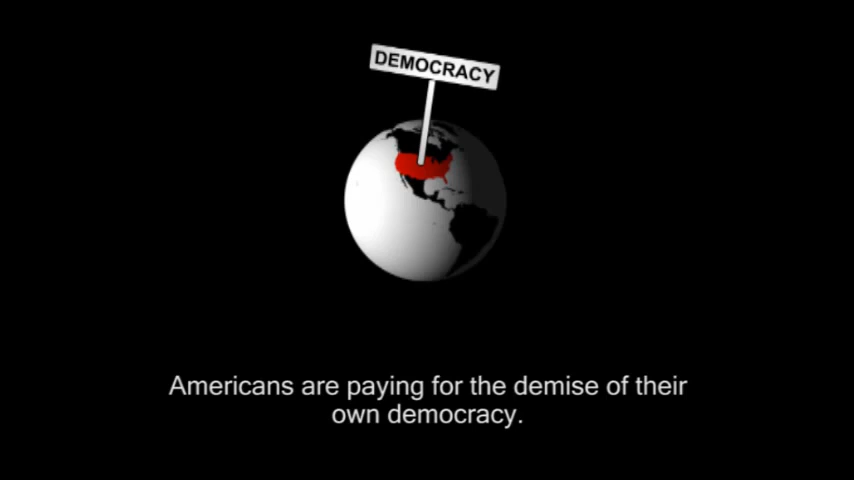 DEMOCRACY
Americans are paying for the demise of their
own democracy.